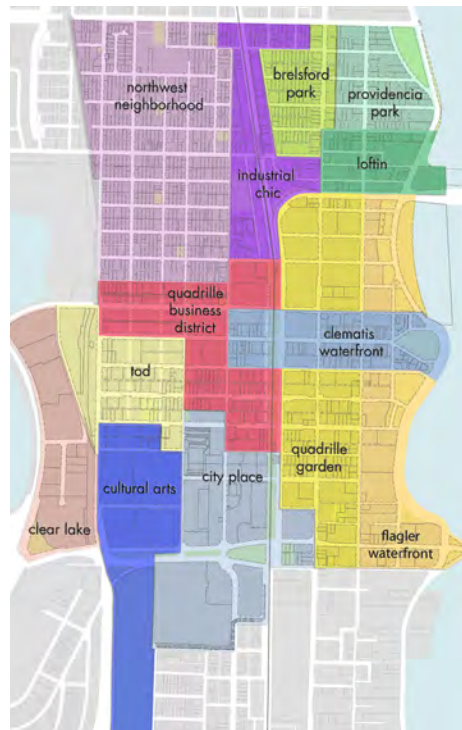 brelsford
park
northwest
neighborhood
providencia
park
loftin
industrial
chic
quadrille
business
district
clematis
waterfront
tod
quadrille
garden
city place
cultural arts
clear lake
flagler
waterfront